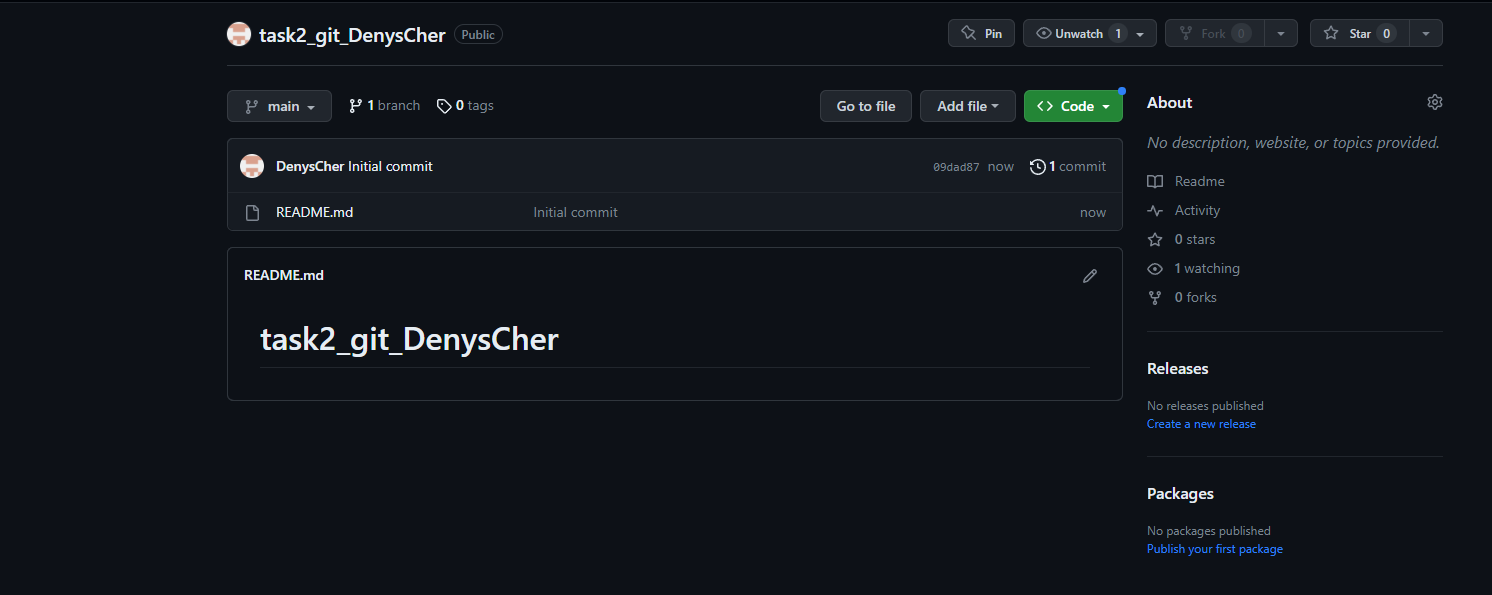 task2_git_DenysCher Public Pin Unwatch 1 Fork 0 Star 0
main 1 branch 0 tags Go to file Add file Code
DenysCher Initial commit 09dad87 now 1 commit
README.md Initial commit now
README.md
task2_git_DenysCher
About
No description, website, or topics provided.
Readme
Activity
0 stars
1 watching
0 forks
Releases
No releases published
Create a new release
Packages
No packages published
Publish your first package